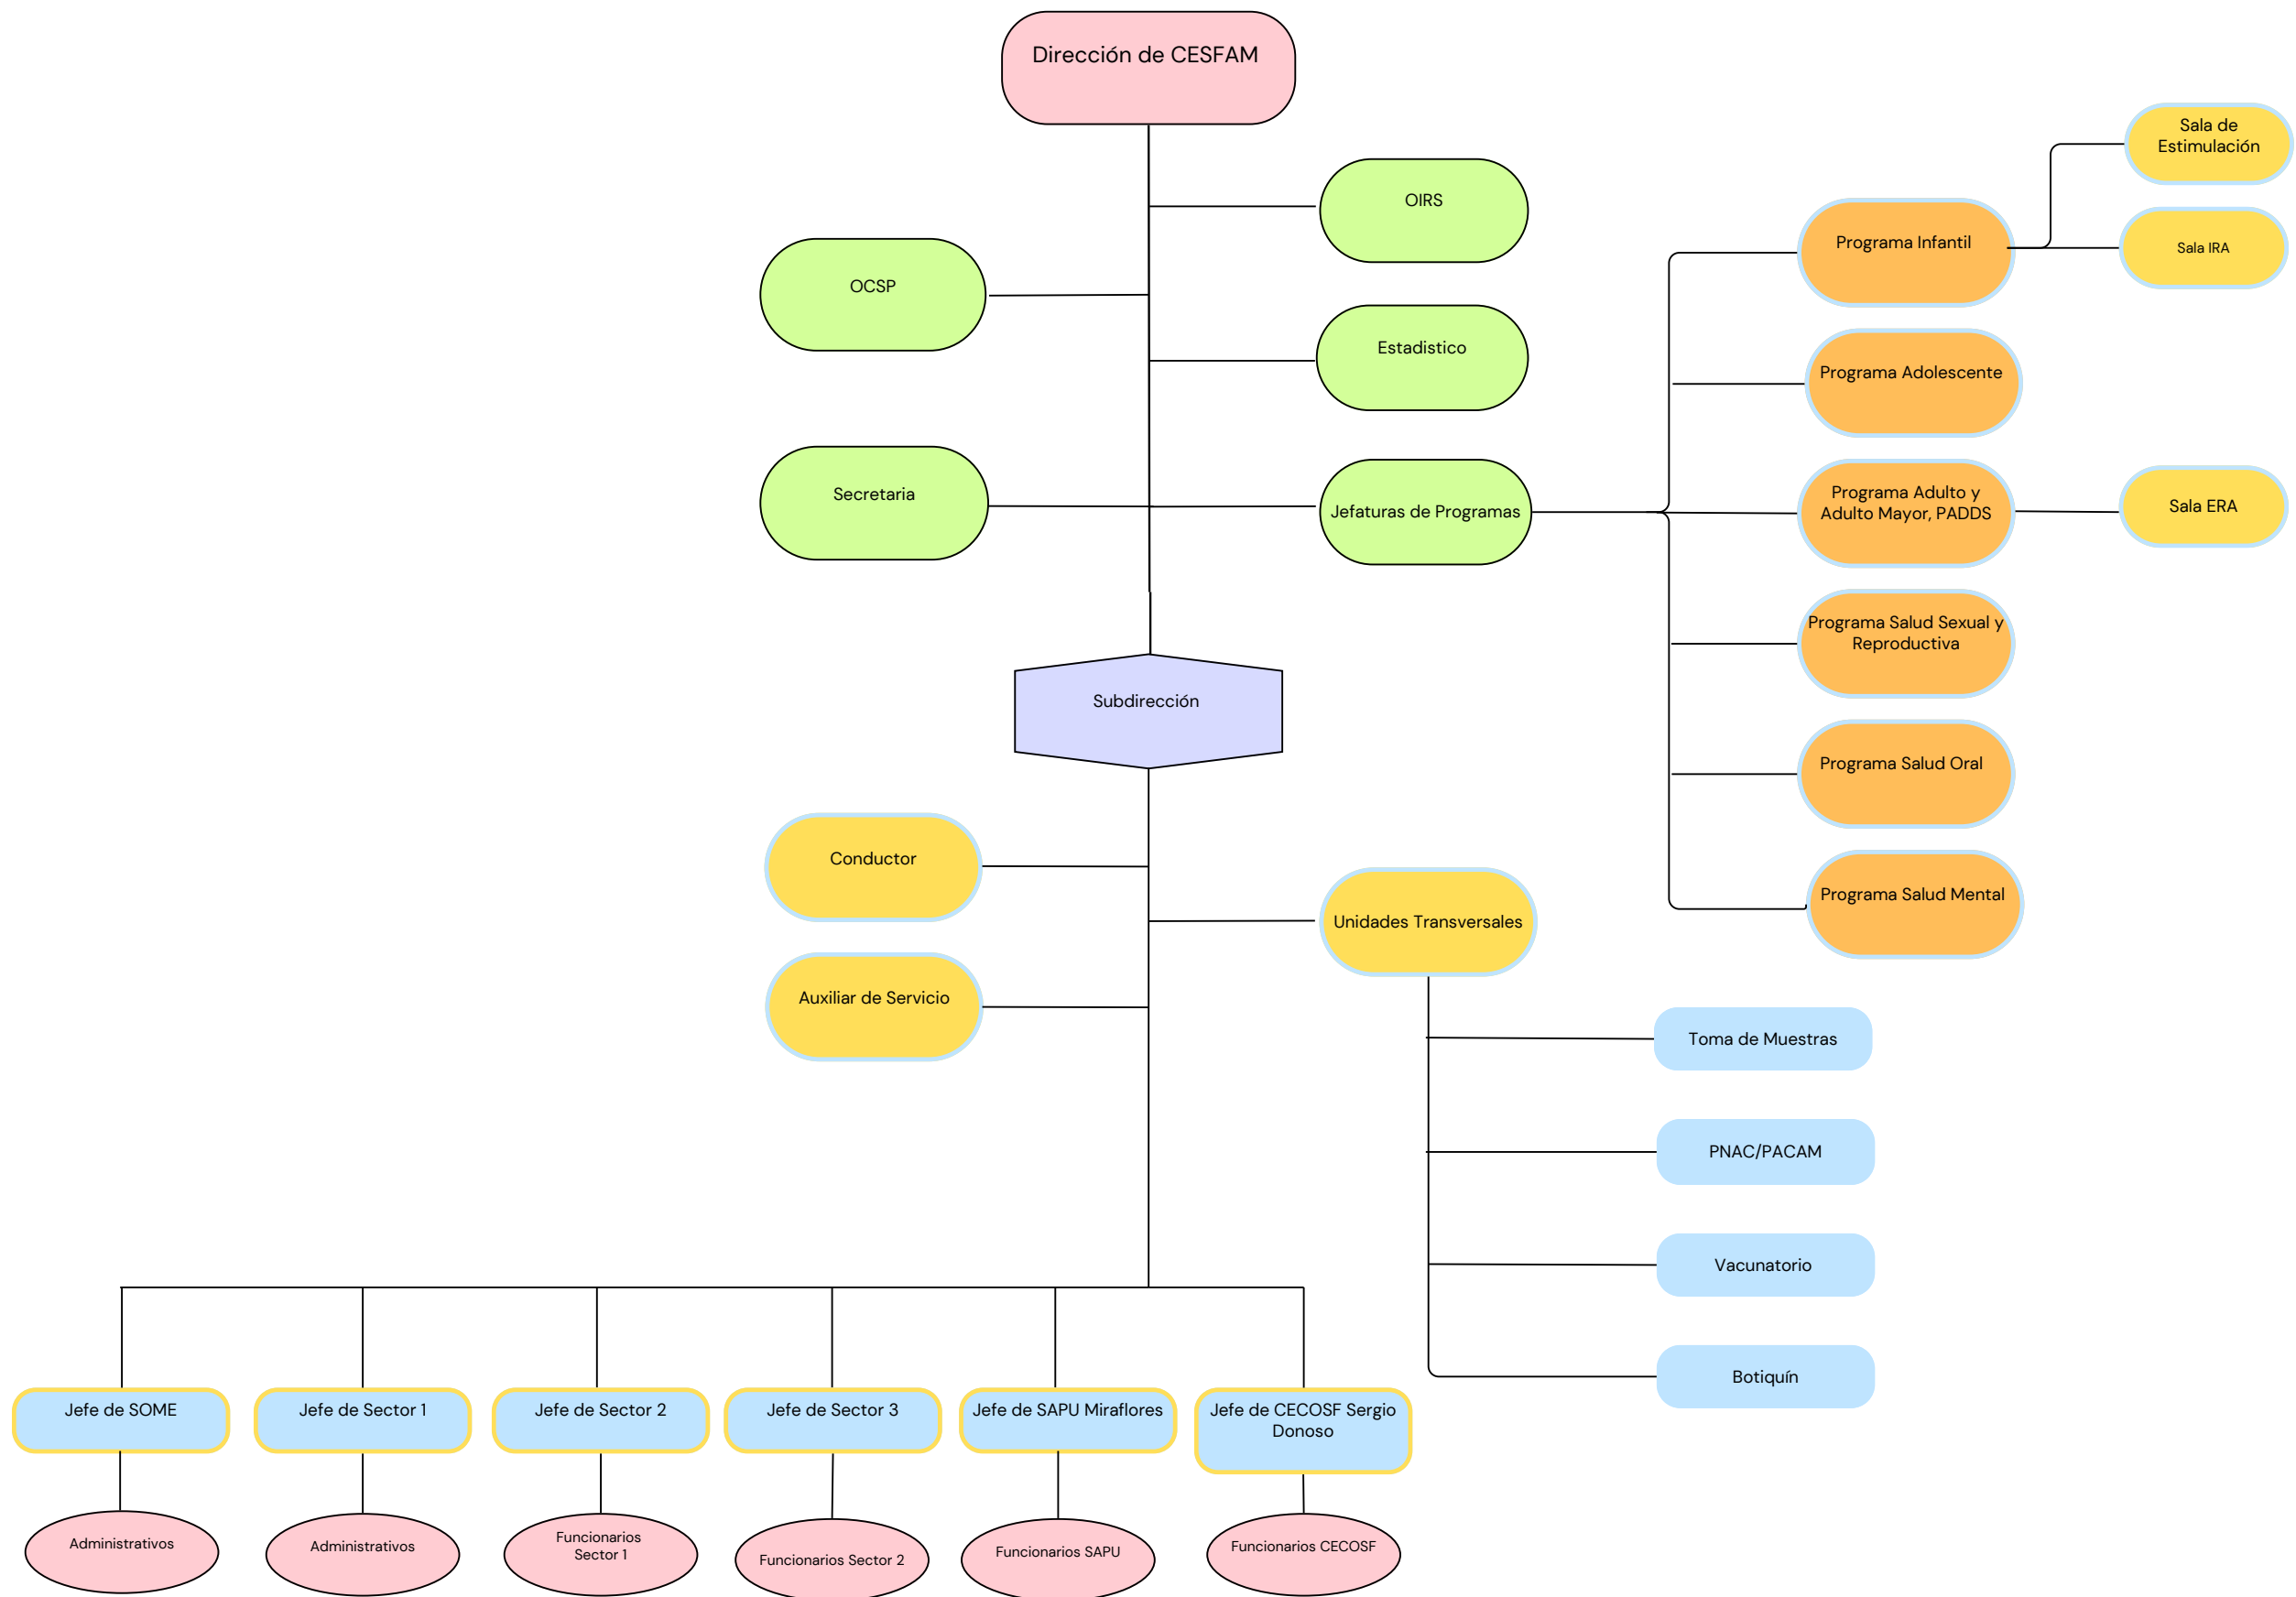 Dirección de CESFAM
Sala de
Estimulación
OIRS
Programa Infantil
Sala IRA
OCSP
Estadistico
Programa Adolescente
Secretaria
Jefaturas de Programas
Programa Adulto y
Adulto Mayor, PADDS
Sala ERA
Programa Salud Sexual y
Reproductiva
Subdirección
Programa Salud Oral
Conductor
Programa Salud Mental
Unidades Transversales
Auxiliar de Servicio
Toma de Muestras
PNAC/PACAM
Vacunatorio
Botiquín
Jefe de SOME
Jefe de Sector 1
Jefe de Sector 2
Jefe de Sector 3
Jefe de SAPU Miraflores
Jefe de CECOSF Sergio
Donoso
Administrativos
Administrativos
Funcionarios
Sector 1
Funcionarios Sector 2
Funcionarios SAPU
Funcionarios CECOSF